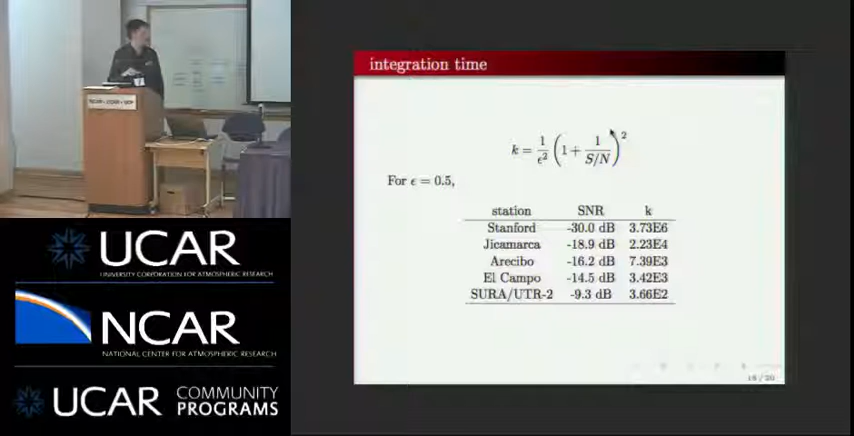 integration time
k = 1/ϵ² (1 + 1/(S/N))²
For ϵ = 0.5,
station SNR k
Stanford -30.0 dB 3.73E6
Jicamarca -18.9 dB 2.23E4
Arecibo -16.2 dB 7.39E3
El Campo -14.5 dB 3.42E3
SURA/UTR-2 -9.3 dB 3.66E2
UCAR
UNIVERSITY CORPORATION FOR ATMOSPHERIC RESEARCH
NCAR
NATIONAL CENTER FOR ATMOSPHERIC RESEARCH
UCAR COMMUNITY
PROGRAMS